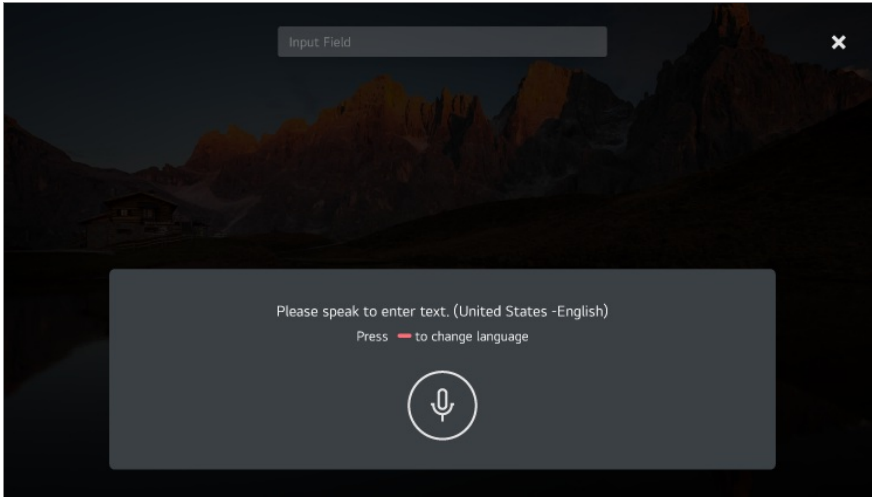 Input Field
Please speak to enter text. (United States -English)
Press to change language